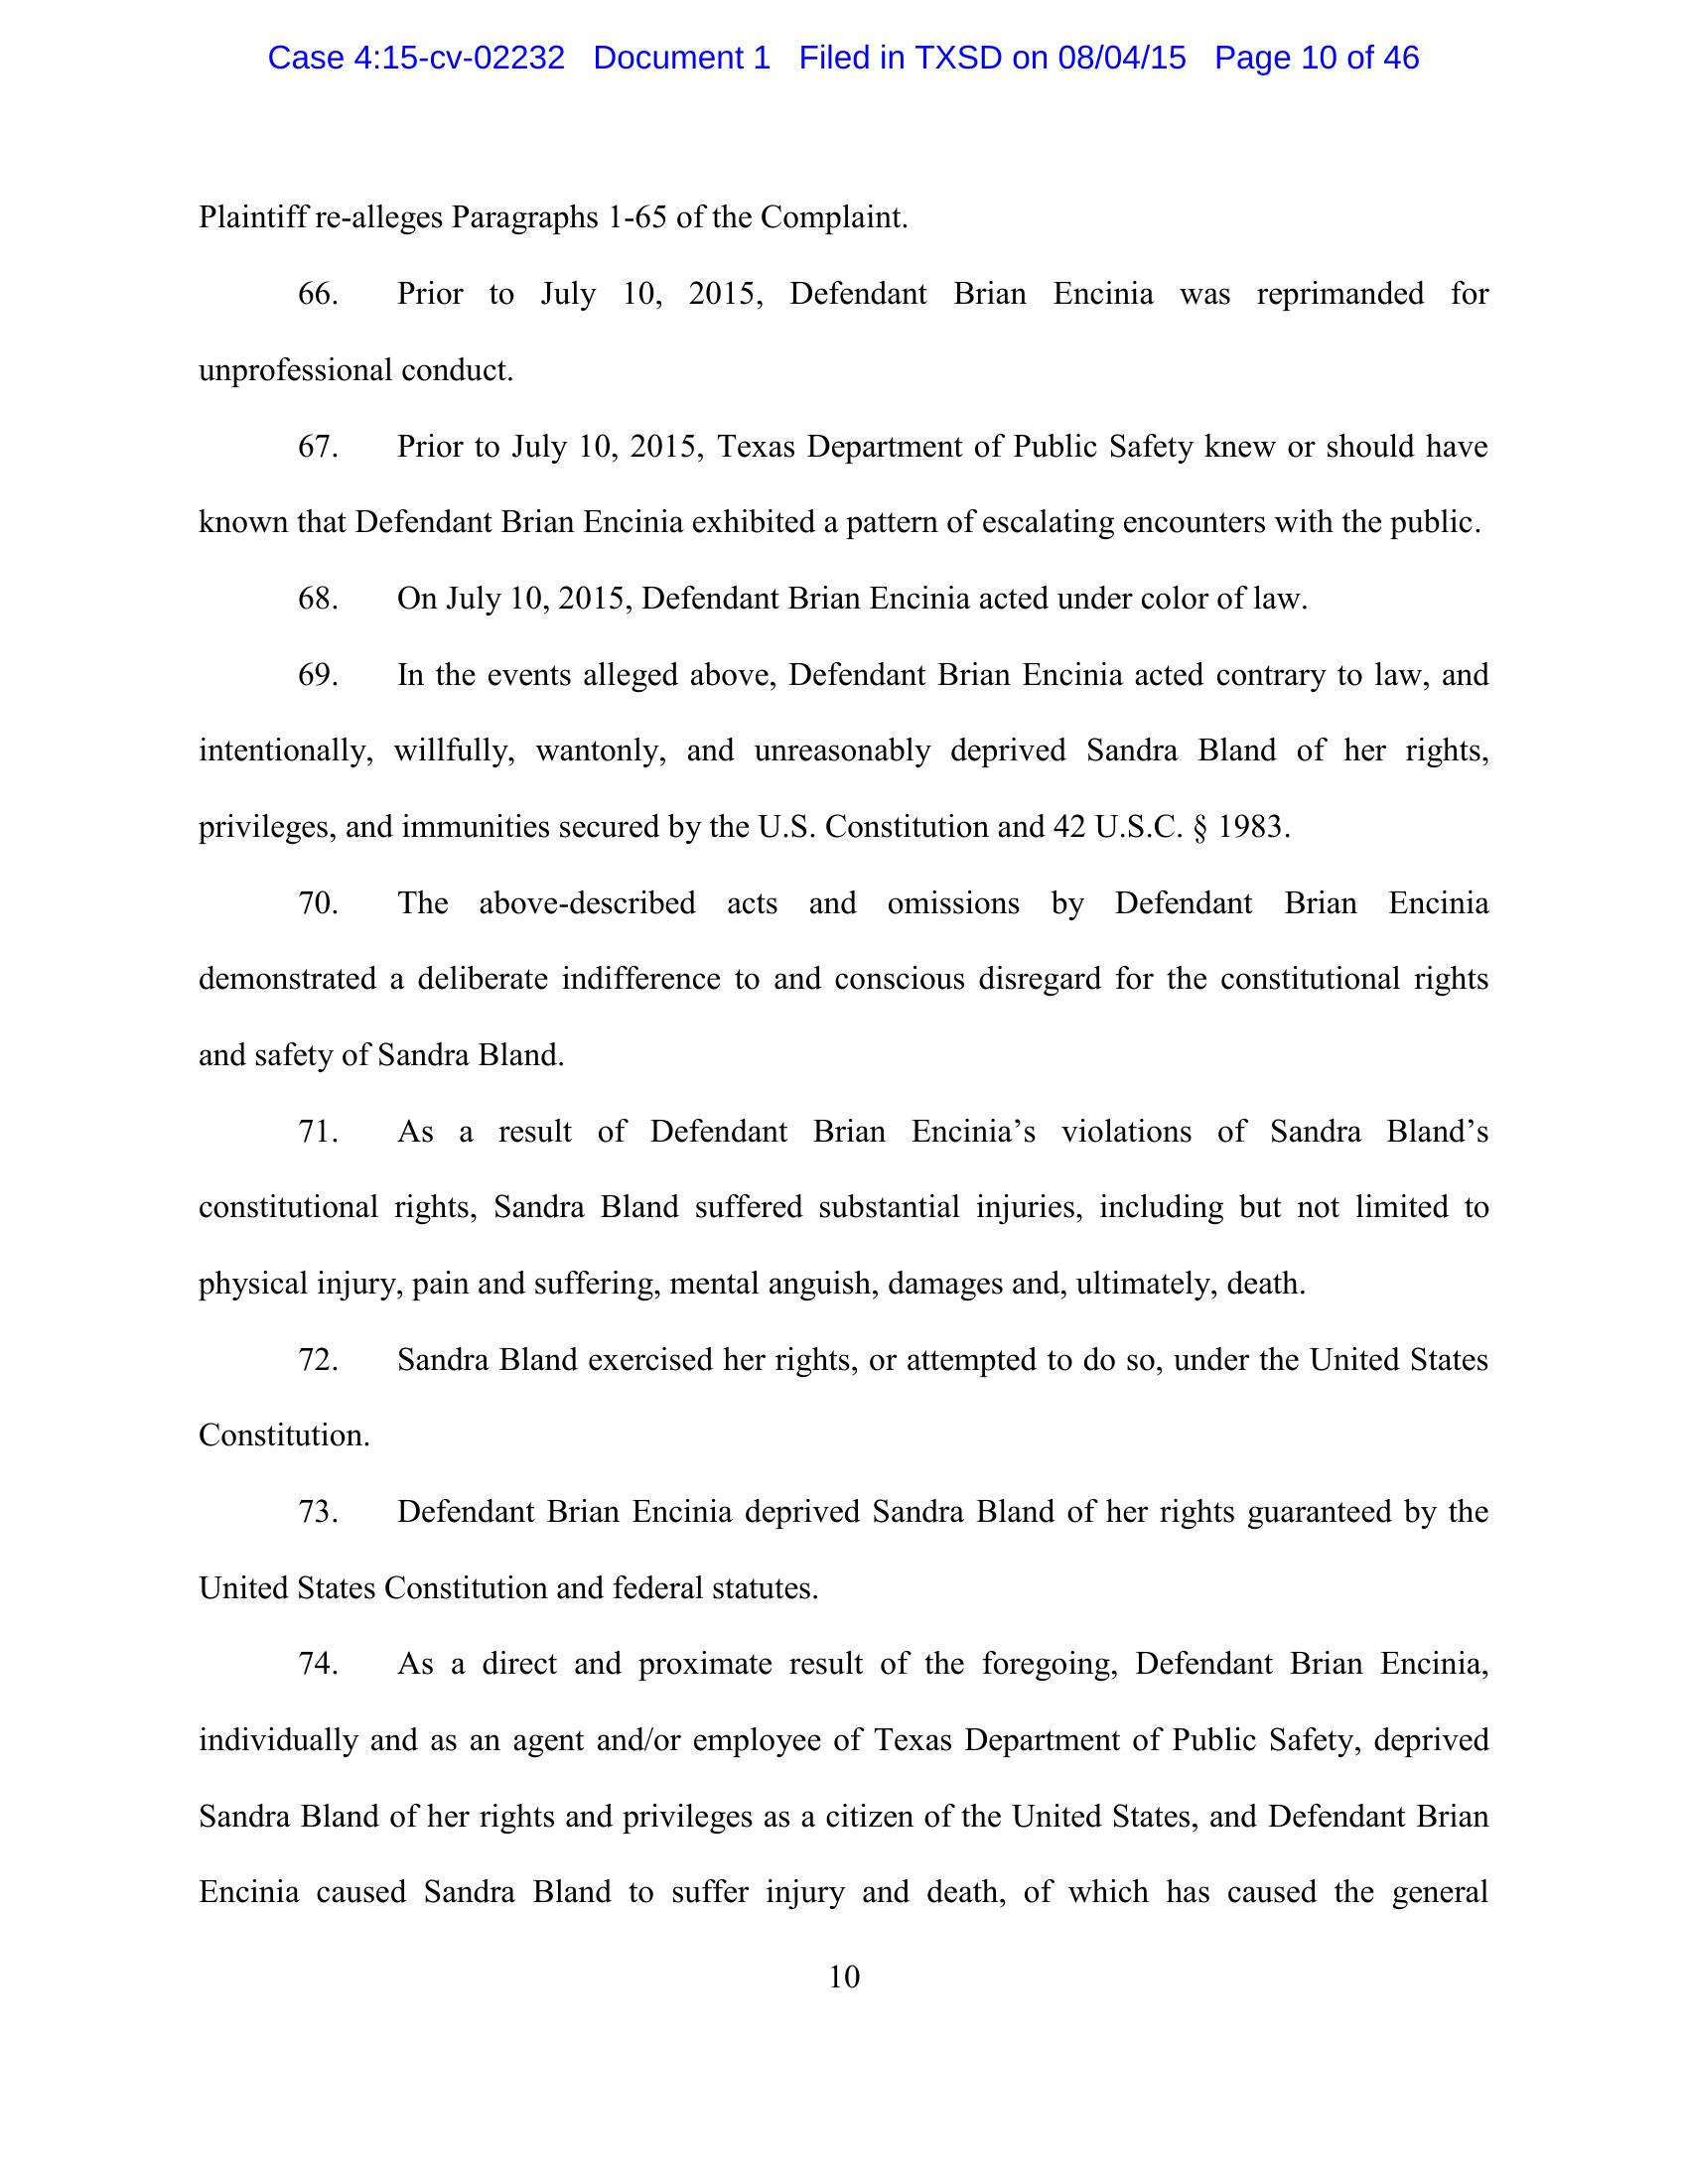 Case 4:15-cv-02232 Document 1 Filed in TXSD on 08/04/15 Page 10 of 46
Plaintiff re-alleges Paragraphs 1-65 of the Complaint.
66. Prior to July 10, 2015, Defendant Brian Encinia was reprimanded for
unprofessional conduct.
67. Prior to July 10, 2015, Texas Department of Public Safety knew or should have
known that Defendant Brian Encinia exhibited a pattern of escalating encounters with the public.
68. On July 10, 2015, Defendant Brian Encinia acted under color of law.
69. In the events alleged above, Defendant Brian Encinia acted contrary to law, and
intentionally, willfully, wantonly, and unreasonably deprived Sandra Bland of her rights,
privileges, and immunities secured by the U.S. Constitution and 42 U.S.C. § 1983.
70. The above-described acts and omissions by Defendant Brian Encinia
demonstrated a deliberate indifference to and conscious disregard for the constitutional rights
and safety of Sandra Bland.
71. As a result of Defendant Brian Encinia’s violations of Sandra Bland’s
constitutional rights, Sandra Bland suffered substantial injuries, including but not limited to
physical injury, pain and suffering, mental anguish, damages and, ultimately, death.
72. Sandra Bland exercised her rights, or attempted to do so, under the United States
Constitution.
73. Defendant Brian Encinia deprived Sandra Bland of her rights guaranteed by the
United States Constitution and federal statutes.
74. As a direct and proximate result of the foregoing, Defendant Brian Encinia,
individually and as an agent and/or employee of Texas Department of Public Safety, deprived
Sandra Bland of her rights and privileges as a citizen of the United States, and Defendant Brian
Encinia caused Sandra Bland to suffer injury and death, of which has caused the general
10